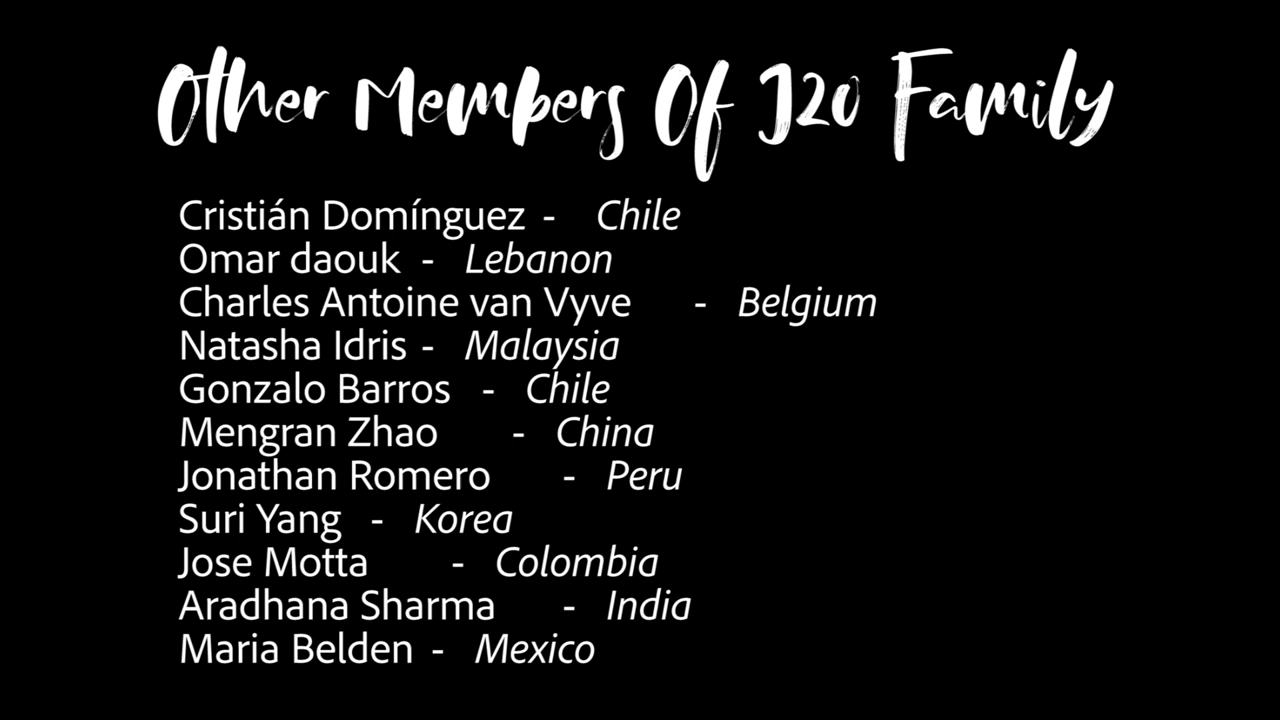 Other Members Of J20 Family
Cristián Domínguez - Chile
Omar daouk - Lebanon
Charles Antoine van Vyve - Belgium
Natasha Idris - Malaysia
Gonzalo Barros - Chile
Mengran Zhao - China
Jonathan Romero - Peru
Suri Yang - Korea
Jose Motta - Colombia
Aradhana Sharma - India
Maria Belden - Mexico